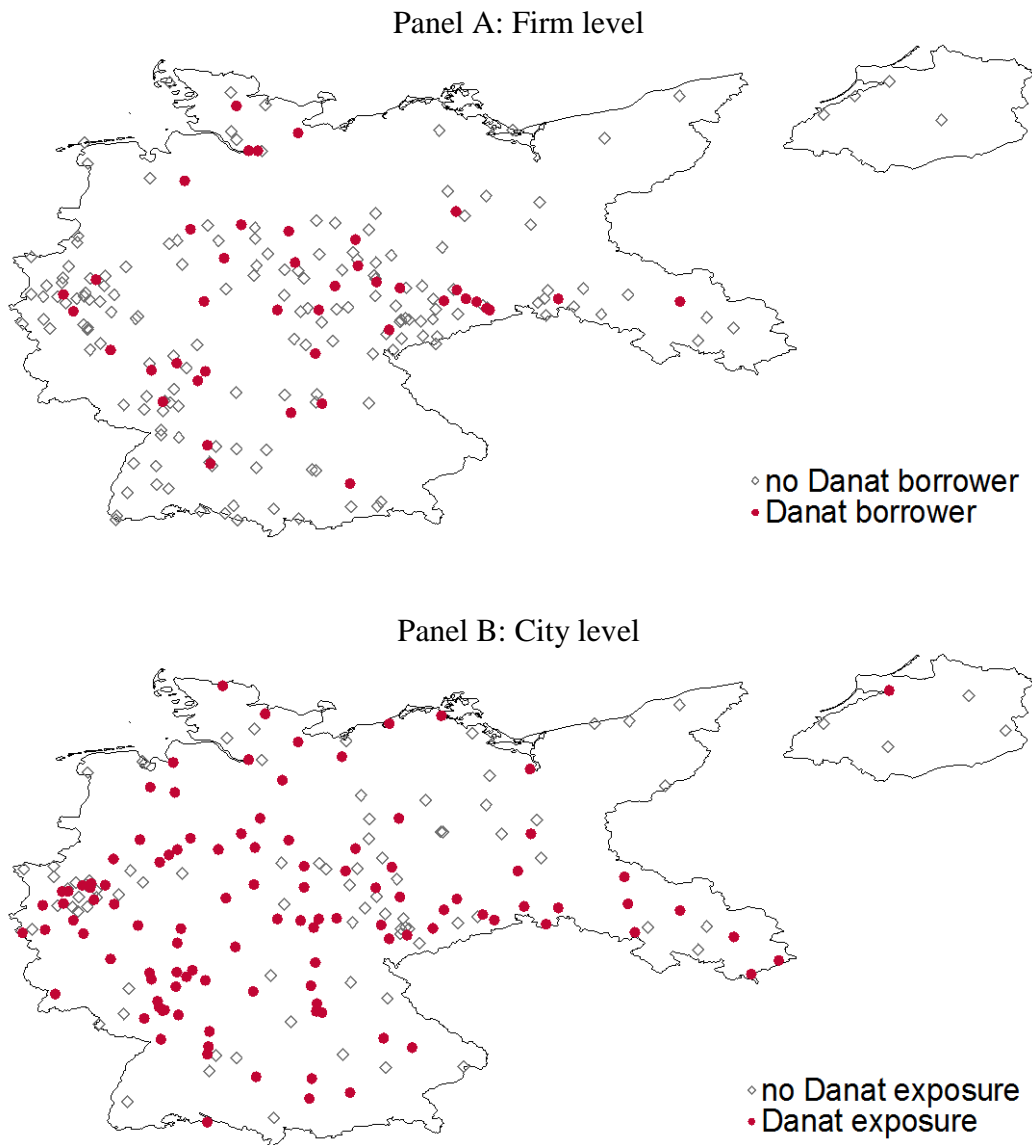 Panel A: Firm level
no Danat borrower
Danat borrower
Panel B: City level
no Danat exposure
Danat exposure